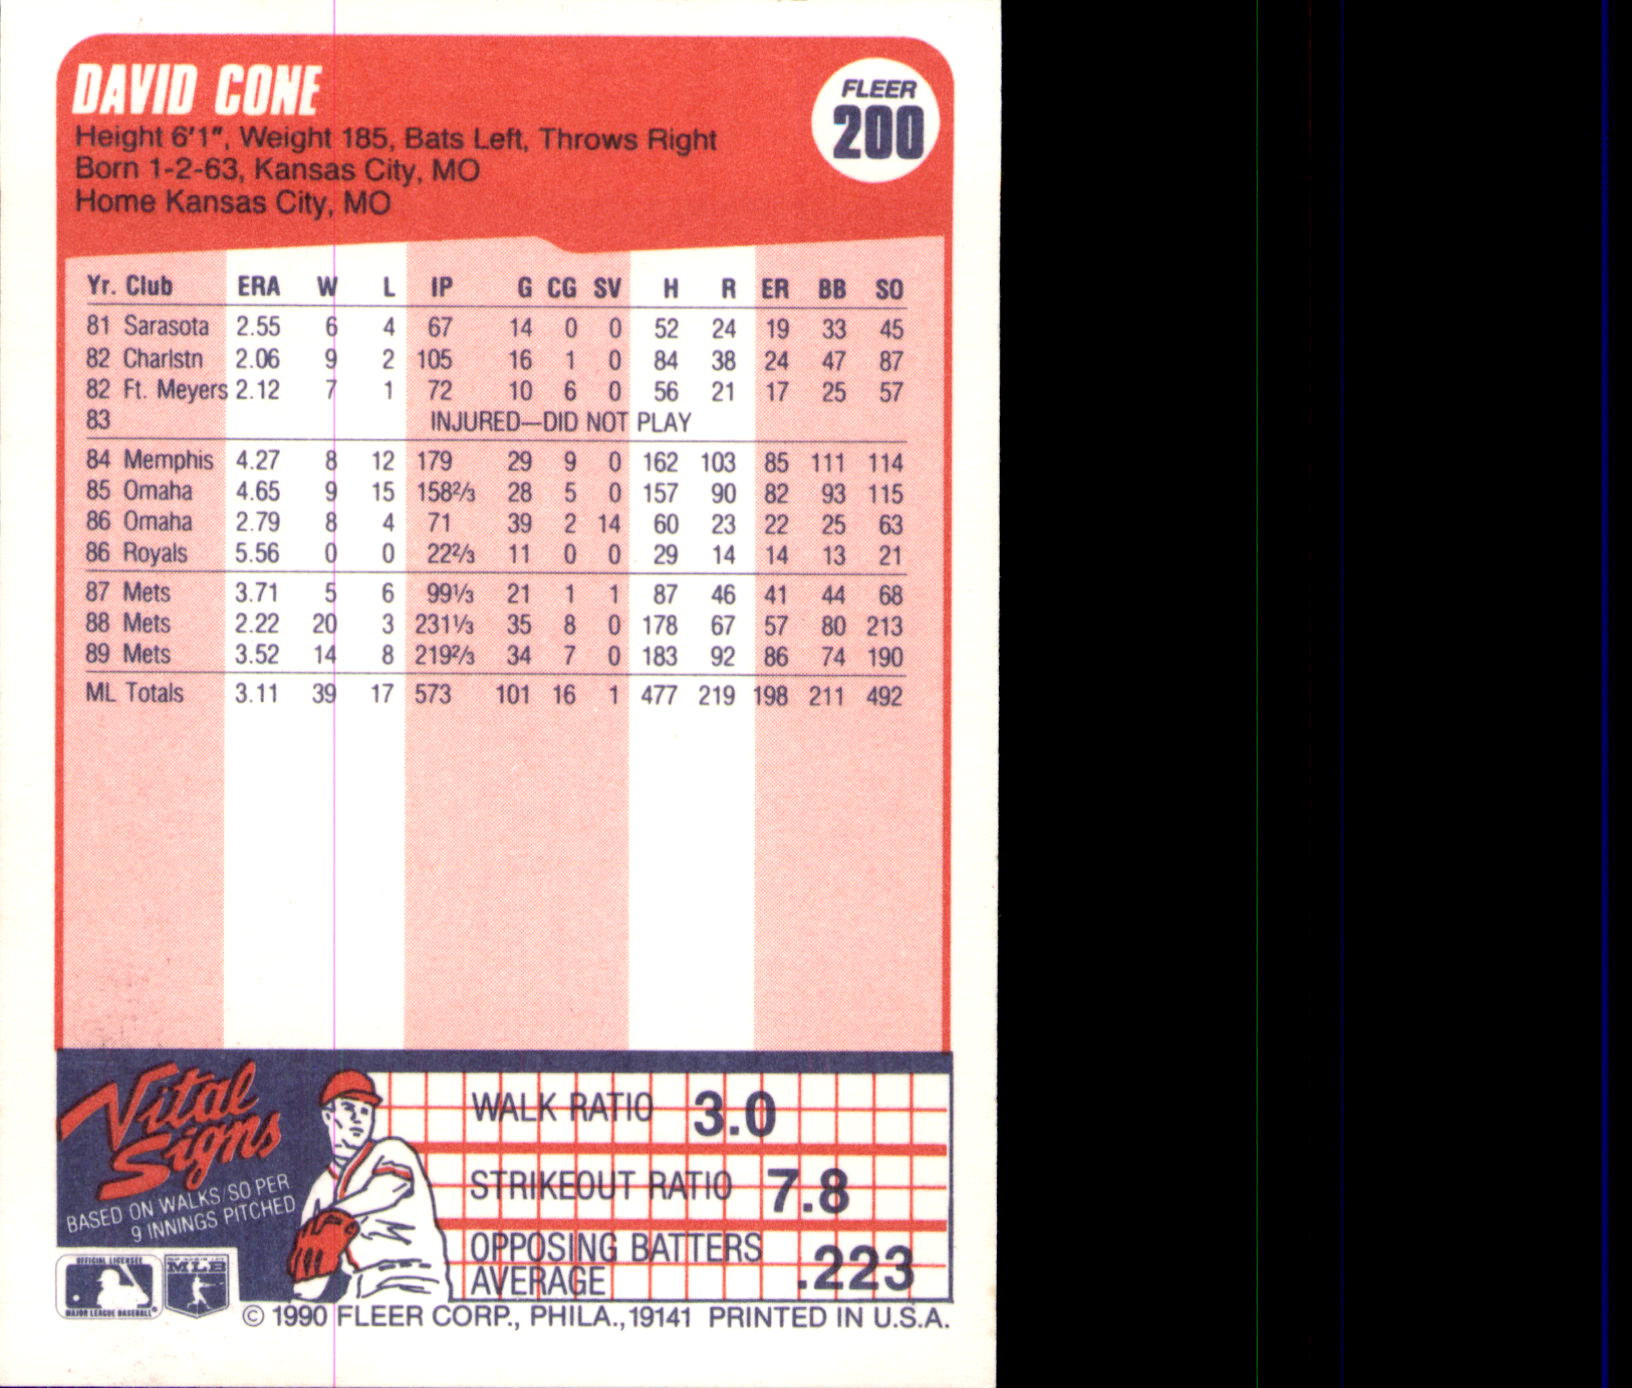 DAVID CONE
FLEER
200
Height 6'1", Weight 185, Bats Left, Throws Right
Born 1-2-63, Kansas City, MO
Home Kansas City, MO
Yr. Club ERA W L IP G CG SV H R ER BB SO
81 Sarasota 2.55 6 4 67 14 0 0 52 24 19 33 45
82 Charlstn 2.06 9 2 105 16 1 0 84 38 24 47 87
82 Ft. Meyers 2.12 7 1 72 10 6 0 56 21 17 25 57
83 INJURED—DID NOT PLAY
84 Memphis 4.27 8 12 179 29 9 0 162 103 85 111 114
85 Omaha 4.65 9 15 158⅔ 28 5 0 157 90 82 93 115
86 Omaha 2.79 8 4 71 39 2 14 60 23 22 25 63
86 Royals 5.56 0 0 22⅔ 11 0 0 29 14 14 13 21
87 Mets 3.71 5 6 99⅓ 21 1 1 87 46 41 44 68
88 Mets 2.22 20 3 231⅓ 35 8 0 178 67 57 80 213
89 Mets 3.52 14 8 219⅔ 34 7 0 183 92 86 74 190
ML Totals 3.11 39 17 573 101 16 1 477 219 198 211 492
Vital
Signs
BASED ON WALKS/SO PER
9 INNINGS PITCHED
WALK RATIO 3.0
STRIKEOUT RATIO 7.8
OPPOSING BATTERS
AVERAGE .223
OFFICIAL LICENSEE
MAJOR LEAGUE BASEBALL
MLB
© 1990 FLEER CORP., PHILA., 19141 PRINTED IN U.S.A.